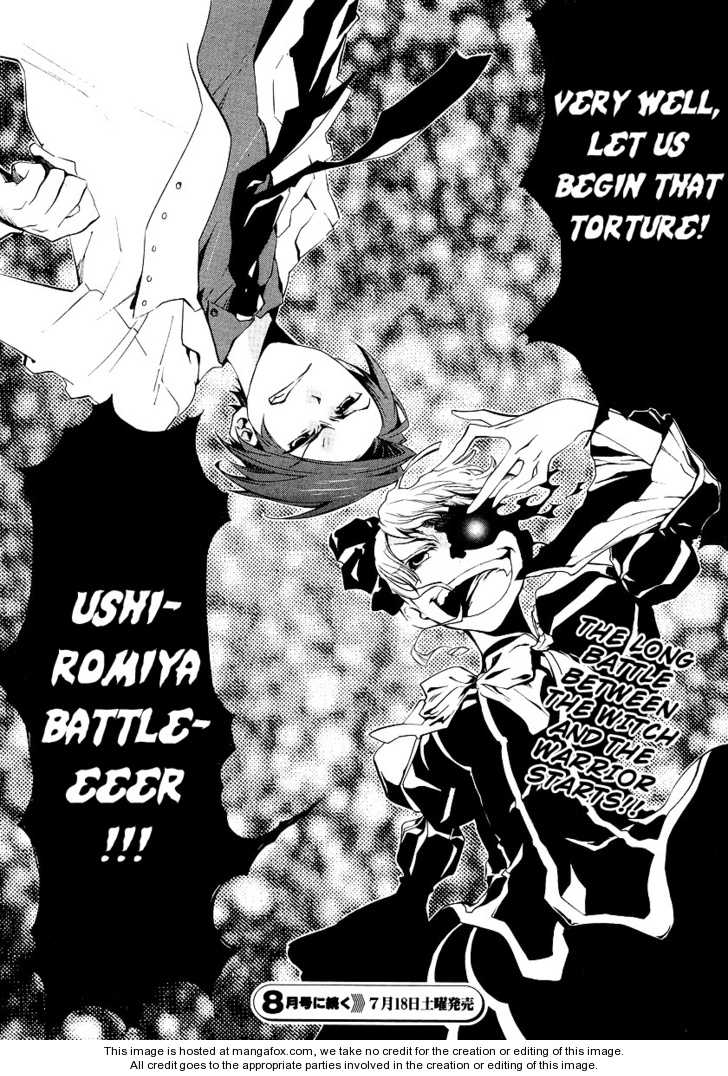 VERY WELL,
LET US
BEGIN THAT
TORTURE!
USHI-
ROMIYA
BATTLE-
EEER
!!!
THE LONG
BATTLE
BETWEEN
THE WITCH
AND THE
WARRIOR
STARTS!!
8月号に続く》》》7月18日土曜発売
This image is hosted at mangafox.com, we take no credit for the creation or editing of this image.
All credit goes to the appropriate parties involved in the creation or editing of this image.